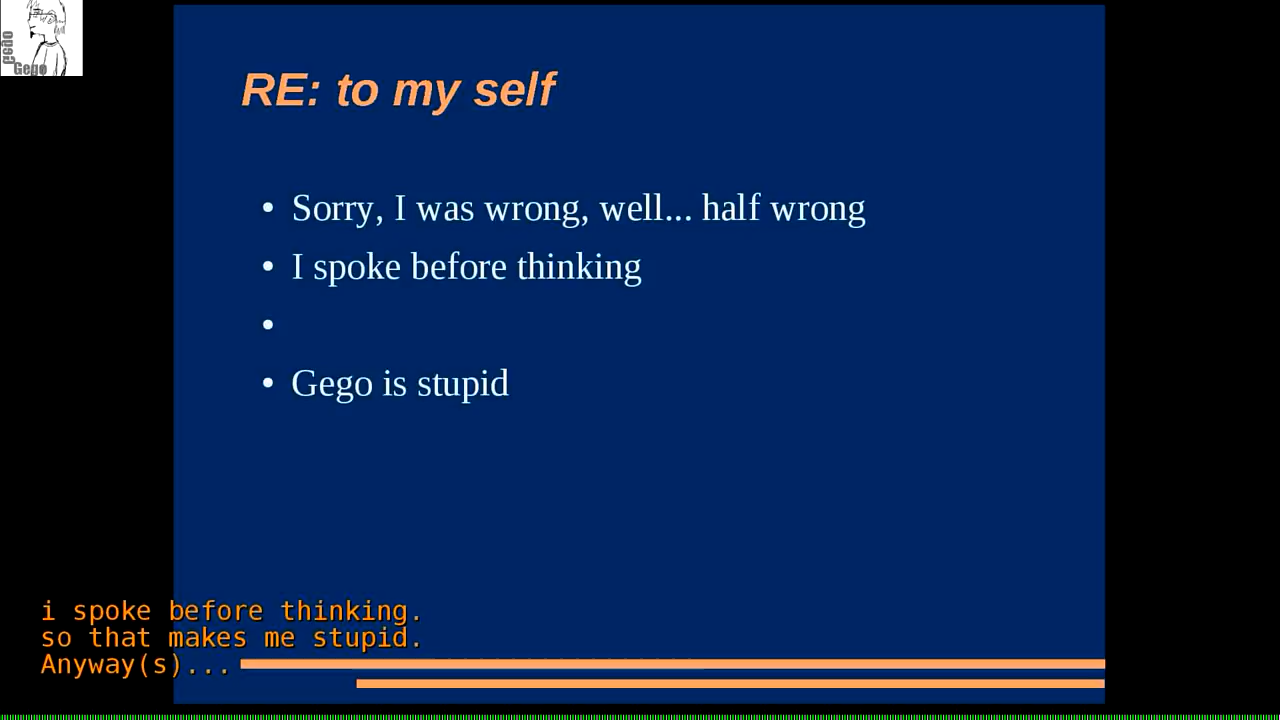 Gego
Gego
RE: to my self
• Sorry, I was wrong, well... half wrong
• I spoke before thinking
•
• Gego is stupid
i spoke before thinking.
so that makes me stupid.
Anyway(s)...